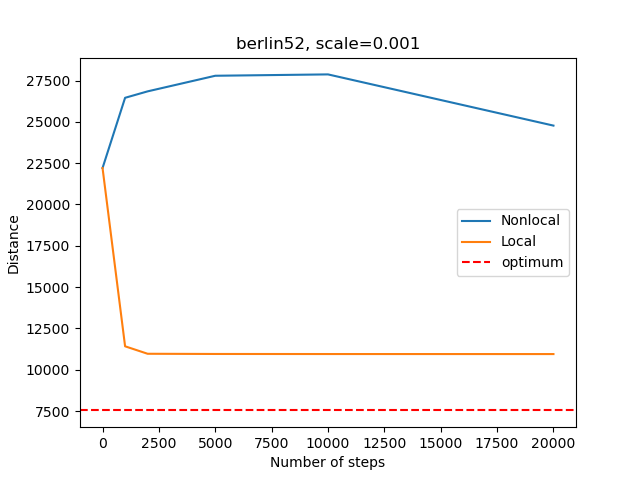 berlin52, scale=0.001
Distance
27500
25000
22500
20000
17500
15000
12500
10000
7500
Nonlocal
Local
optimum
0 2500 5000 7500 10000 12500 15000 17500 20000
Number of steps